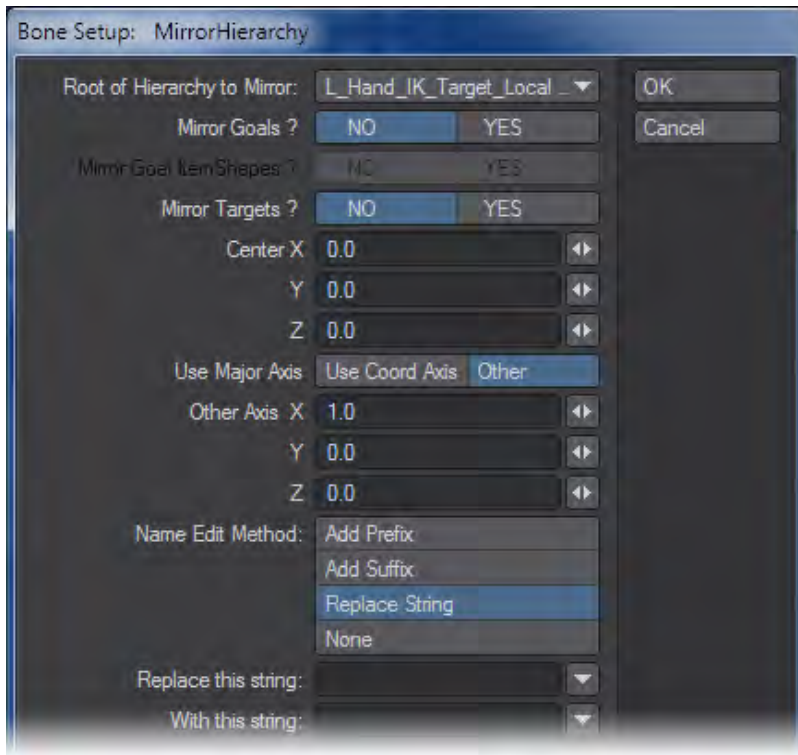 Bone Setup: MirrorHierarchy
Root of Hierarchy to Mirror: L_Hand_IK_Target_Local ... OK
Mirror Goals ? NO YES Cancel
Mirror Goal ItemShapes ? NO YES
Mirror Targets ? NO YES
Center X 0.0
Y 0.0
Z 0.0
Use Major Axis Use Coord Axis Other
Other Axis X 1.0
Y 0.0
Z 0.0
Name Edit Method: Add Prefix
Add Suffix
Replace String
None
Replace this string:
With this string: